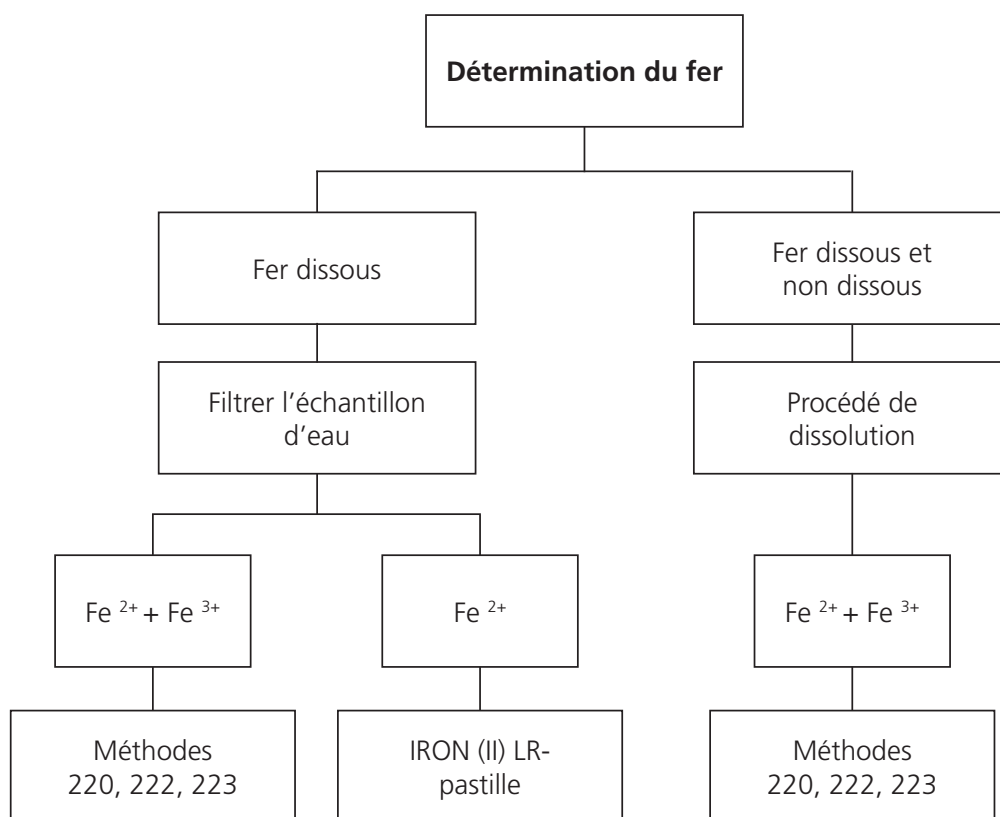 Détermination du fer
Fer dissous
Fer dissous et
non dissous
Filtrer l’échantillon
d’eau
Procédé de
dissolution
Fe ²⁺ + Fe ³⁺
Fe ²⁺
Fe ²⁺ + Fe ³⁺
Méthodes
220, 222, 223
IRON (II) LR-
pastille
Méthodes
220, 222, 223